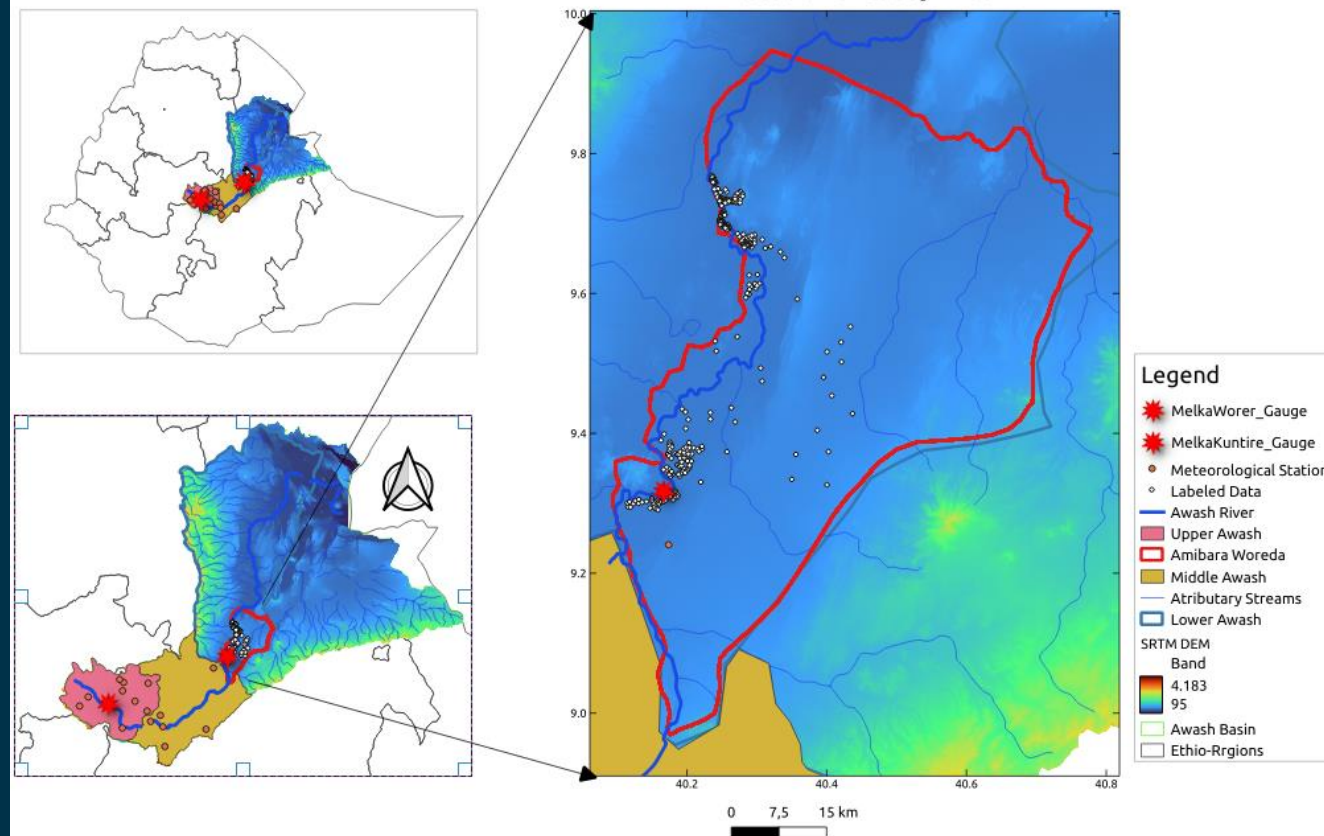 10.0
9.8
9.6
9.4
9.2
9.0
40.2
40.4
40.6
40.8
0 7,5 15 km
Legend
MelkaWorer_Gauge
MelkaKuntire_Gauge
Meteorological Station
Labeled Data
Awash River
Upper Awash
Amibara Woreda
Middle Awash
Atributary Streams
Lower Awash
SRTM DEM
Band
4.183
95
Awash Basin
Ethio-Rrgions